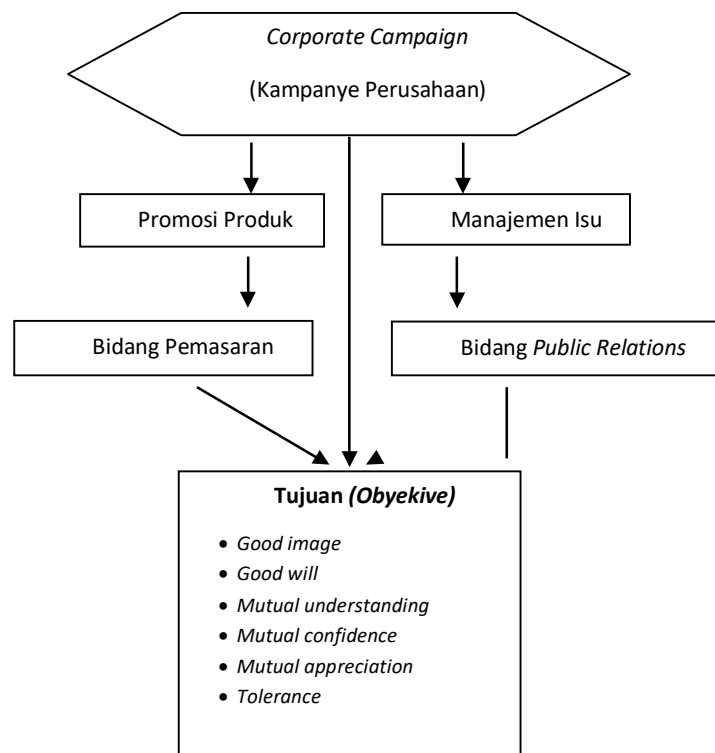 Corporate Campaign
(Kampanye Perusahaan)
Promosi Produk
Manajemen Isu
Bidang Pemasaran
Bidang Public Relations
Tujuan (Obyekive)
• Good image
• Good will
• Mutual understanding
• Mutual confidence
• Mutual appreciation
• Tolerance